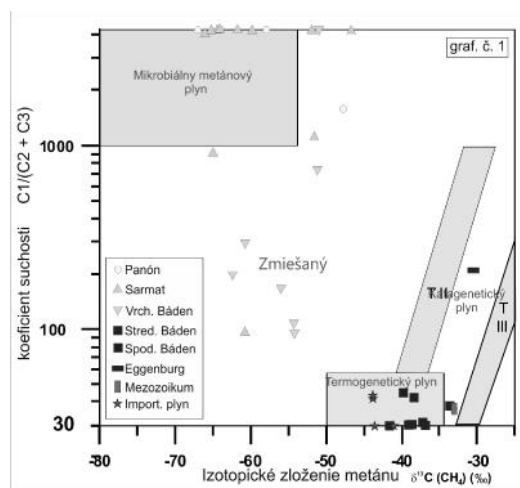 graf. č. 1
Mikrobiálny metánový
plyn
koeficient suchosti C1/(C2 + C3)
1000
100
30
Zmiešaný
T II
Katagenetický
plyn
T
III
Termogenetický plyn
Panón
Sarmat
Vrch. Báden
Stred. Báden
Spod. Báden
Eggenburg
Mezozoikum
Import. plyn
-80 -70 -60 -50 -40 -30
Izotopické zloženie metánu δ¹³C (CH₄) (‰)